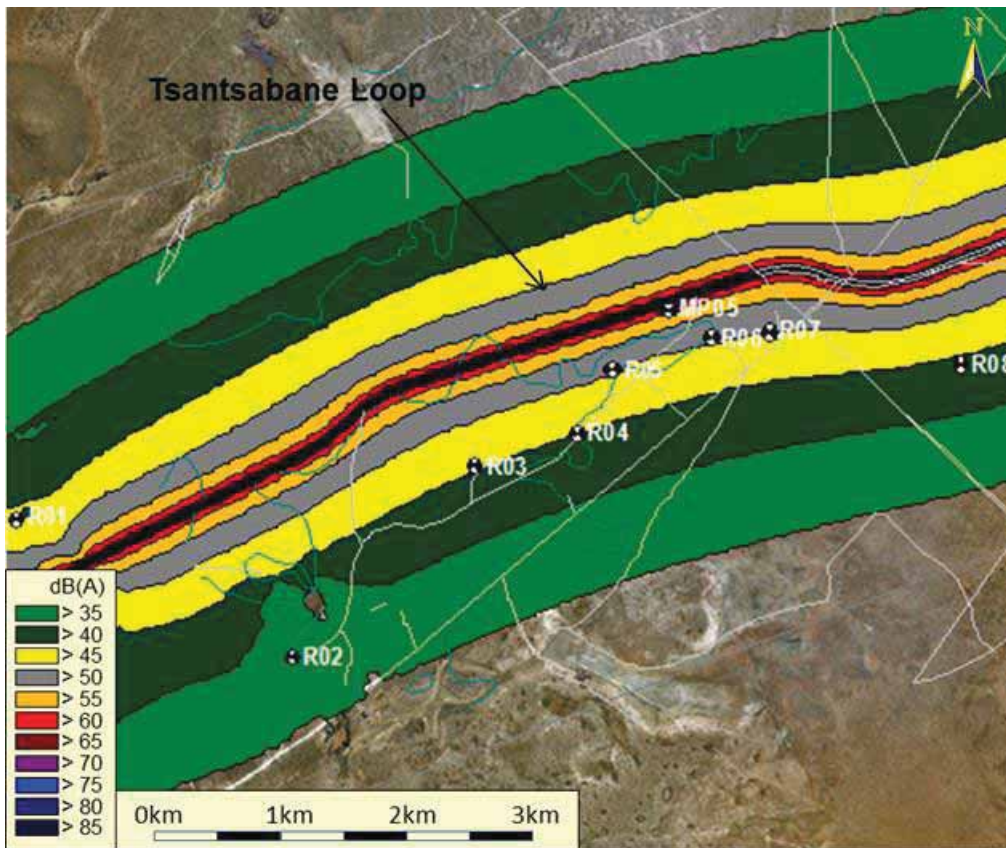 N
Tsantsabane Loop
MP05
R07
R06
R05
R08
R04
R03
R01
R02
dB(A)
> 35
> 40
> 45
> 50
> 55
> 60
> 65
> 70
> 75
> 80
> 85
0km 1km 2km 3km